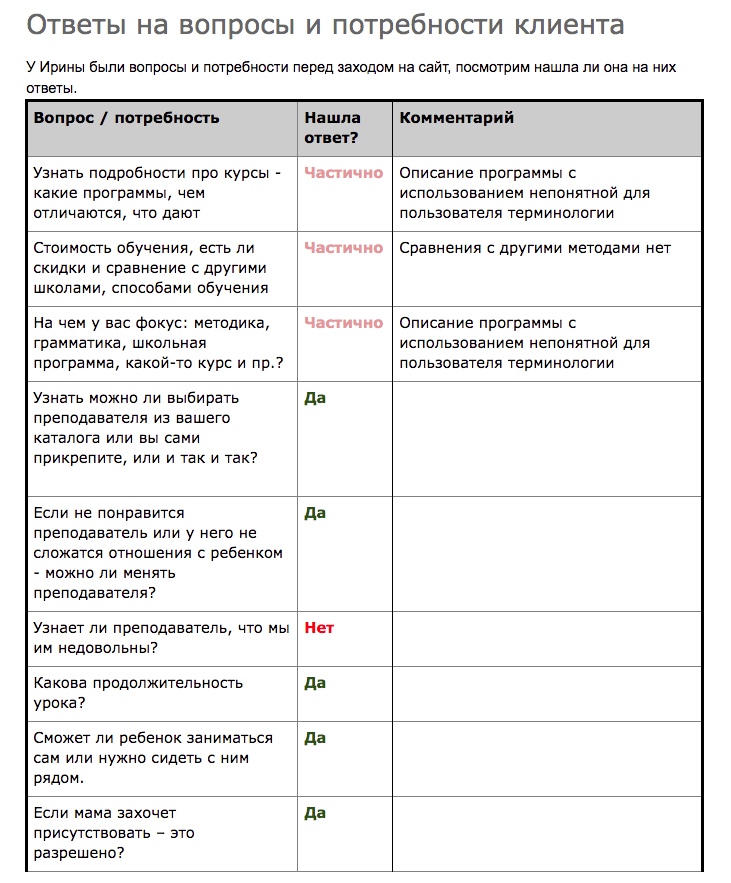 Ответы на вопросы и потребности клиента
У Ирины были вопросы и потребности перед заходом на сайт, посмотрим нашла ли она на них
ответы.
Вопрос / потребность
Нашла
ответ?
Комментарий
Узнать подробности про курсы -
какие программы, чем
отличаются, что дают
Частично
Описание программы с
использованием непонятной для
пользователя терминологии
Стоимость обучения, есть ли
скидки и сравнение с другими
школами, способами обучения
Частично
Сравнения с другими методами нет
На чем у вас фокус: методика,
грамматика, школьная
программа, какой-то курс и пр.?
Частично
Описание программы с
использованием непонятной для
пользователя терминологии
Узнать можно ли выбирать
преподавателя из вашего
каталога или вы сами
прикрепите, или и так и так?
Да
Если не понравится
преподаватель или у него не
сложатся отношения с ребенком
- можно ли менять
преподавателя?
Да
Узнает ли преподаватель, что мы
им недовольны?
Нет
Какова продолжительность
урока?
Да
Сможет ли ребенок заниматься
сам или нужно сидеть с ним
рядом.
Да
Если мама захочет
присутствовать – это
разрешено?
Да